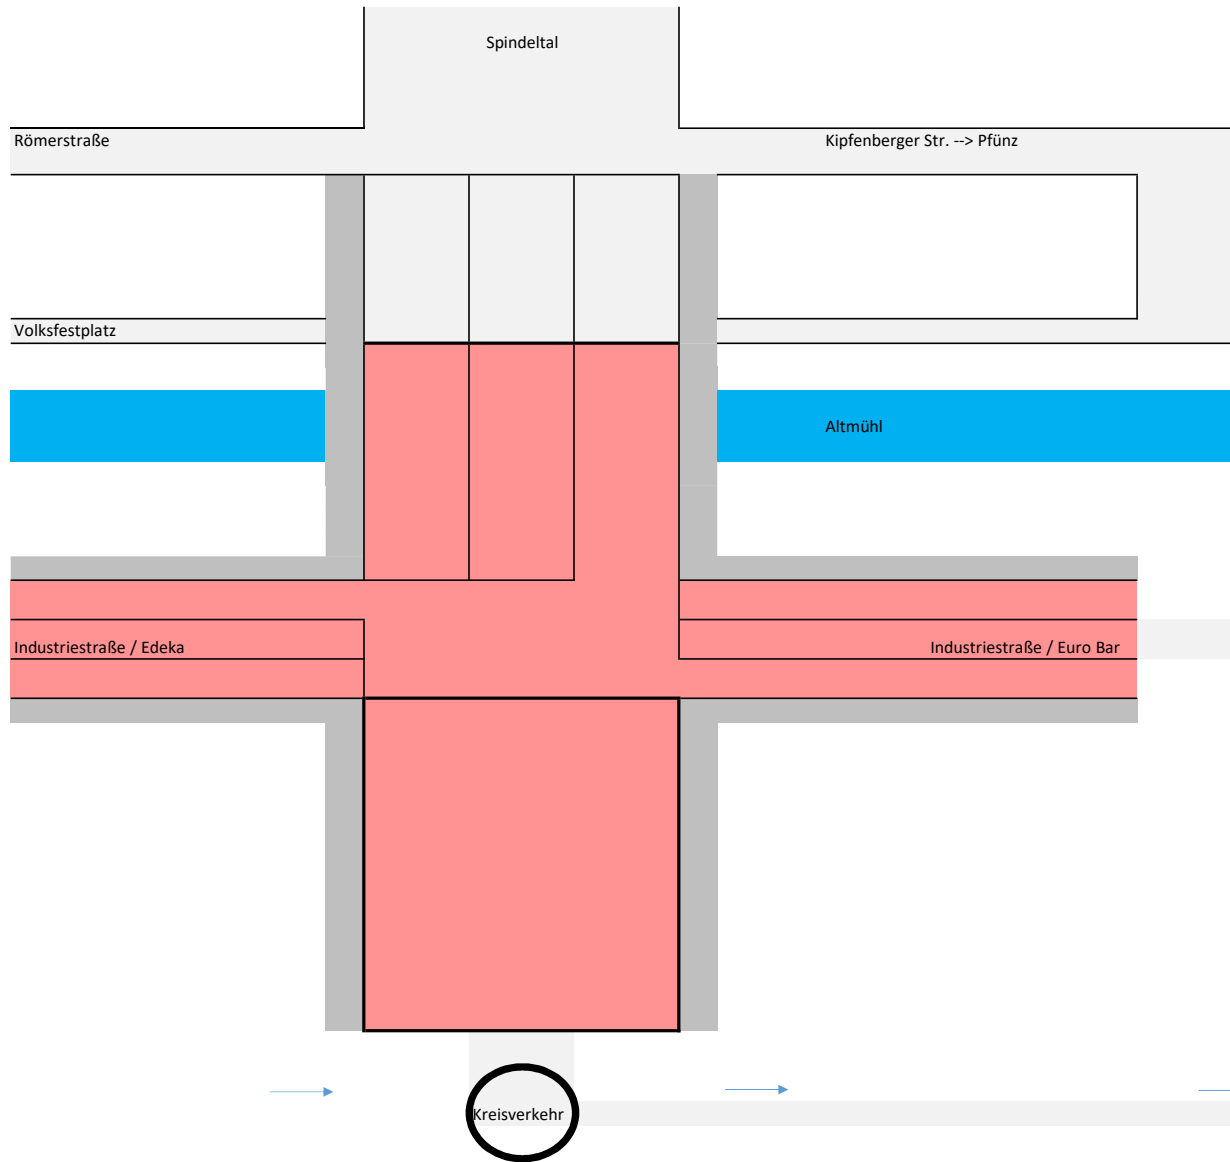 Spindeltal
Römerstraße
Kipfenberger Str. --> Pfünz
Volksfestplatz
Altmühl
Industriestraße / Edeka
Industriestraße / Euro Bar
Kreisverkehr